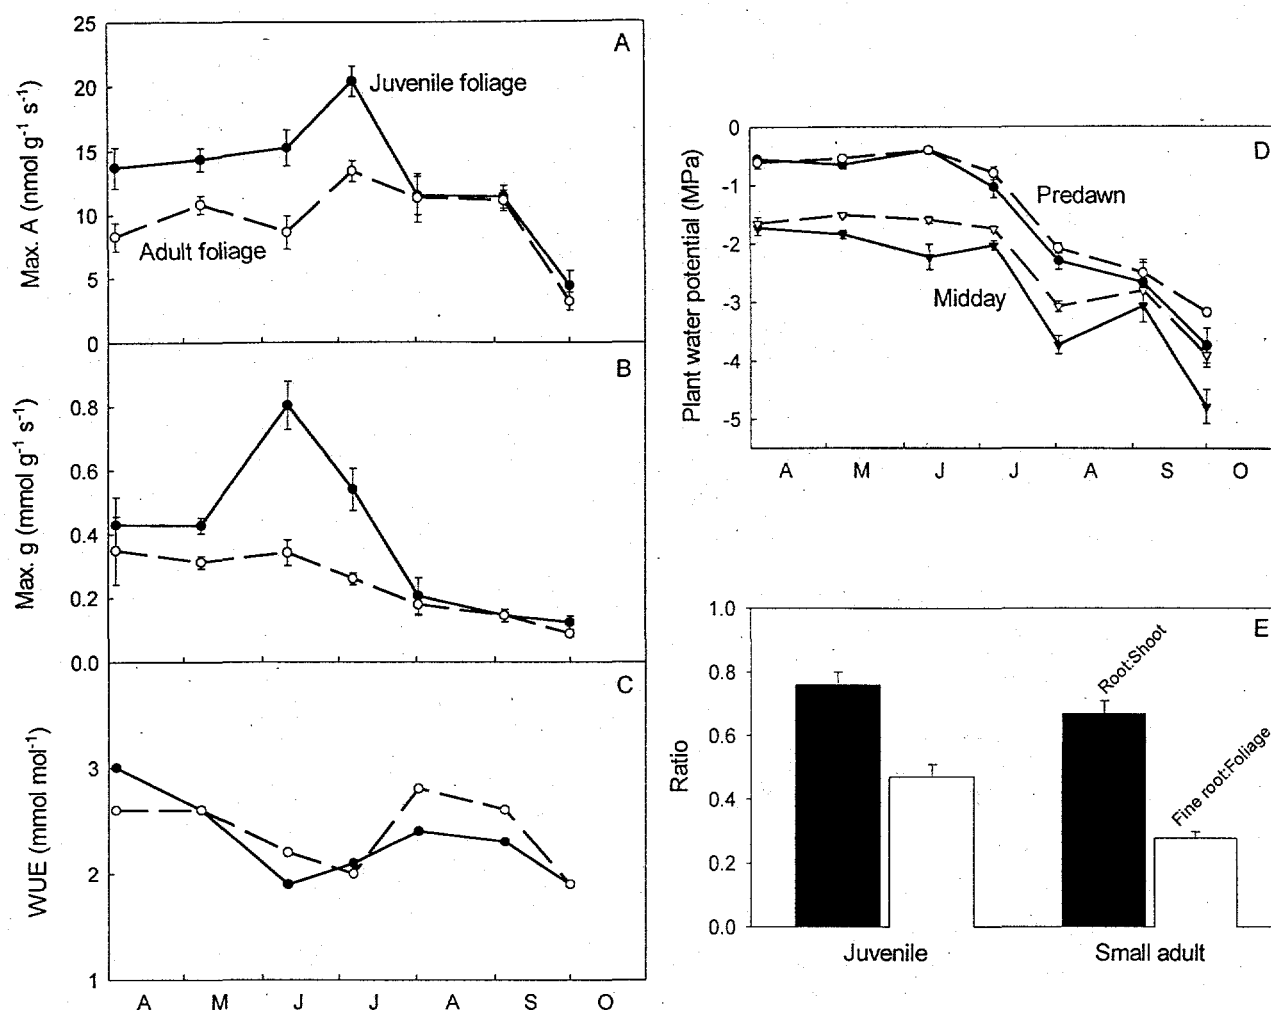 A
25
20
15
10
5
0
Max. A (nmol g⁻¹ s⁻¹)
Juvenile foliage
Adult foliage
B
0.8
0.6
0.4
0.2
0.0
Max. g (mmol g⁻¹ s⁻¹)
C
3
2
1
WUE (mmol mol⁻¹)
A M J J A S O
D
0
-1
-2
-3
-4
-5
Plant water potential (MPa)
Predawn
Midday
A M J J A S O
E
1.0
0.8
0.6
0.4
0.2
0.0
Ratio
Root:Shoot
Fine root:Foliage
Juvenile Small adult